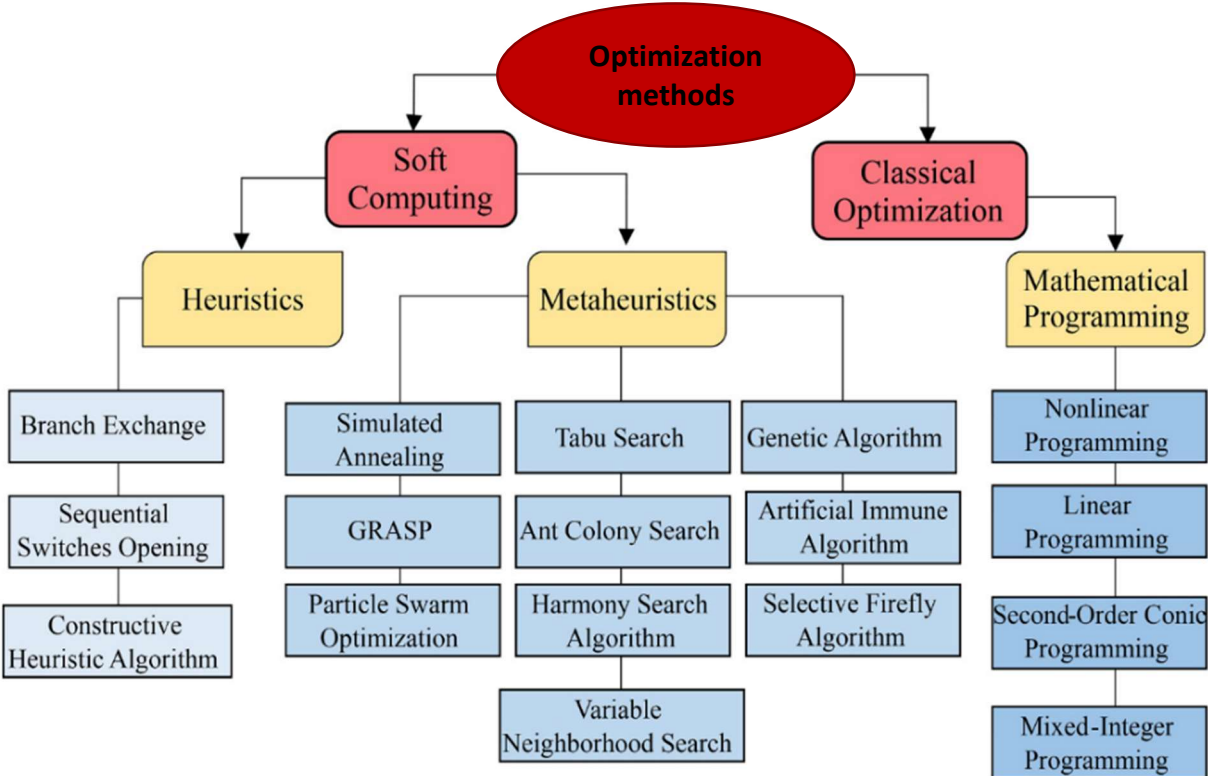 Optimization
methods
Soft
Computing
Classical
Optimization
Heuristics
Metaheuristics
Mathematical
Programming
Branch Exchange
Sequential
Switches Opening
Constructive
Heuristic Algorithm
Simulated
Annealing
GRASP
Particle Swarm
Optimization
Tabu Search
Ant Colony Search
Harmony Search
Algorithm
Variable
Neighborhood Search
Genetic Algorithm
Artificial Immune
Algorithm
Selective Firefly
Algorithm
Nonlinear
Programming
Linear
Programming
Second-Order Conic
Programming
Mixed-Integer
Programming